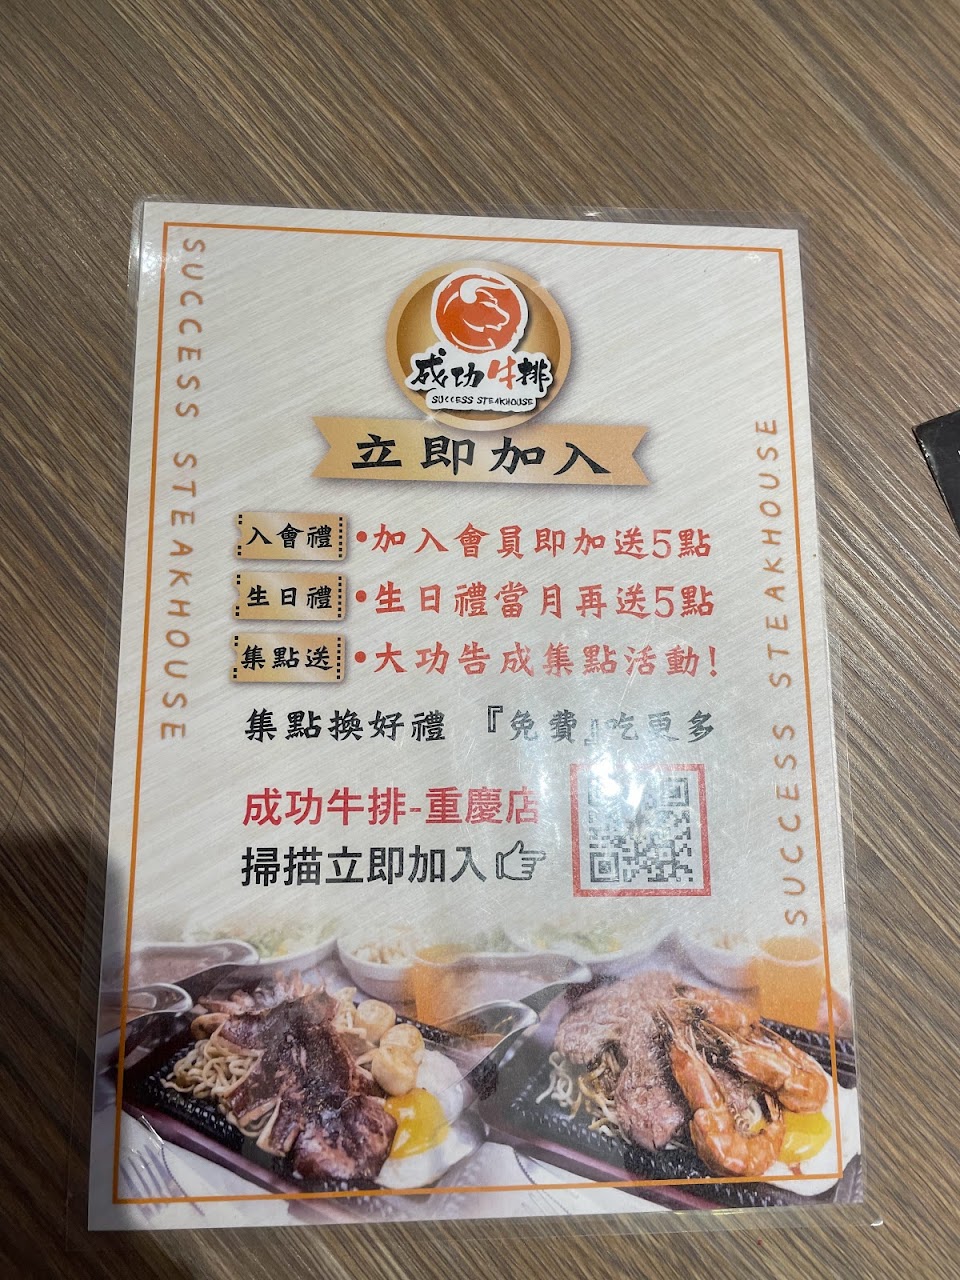 成功牛排
SUCCESS STEAKHOUSE
立即加入
入會禮 •加入會員即加送5點
生日禮 •生日禮當月再送5點
集點送 •大功告成集點活動!
集點換好禮 『免費』吃更多
成功牛排-重慶店
掃描立即加入
SUCCESS STEAKHOUSE
SUCCESS STEAKHOUSE